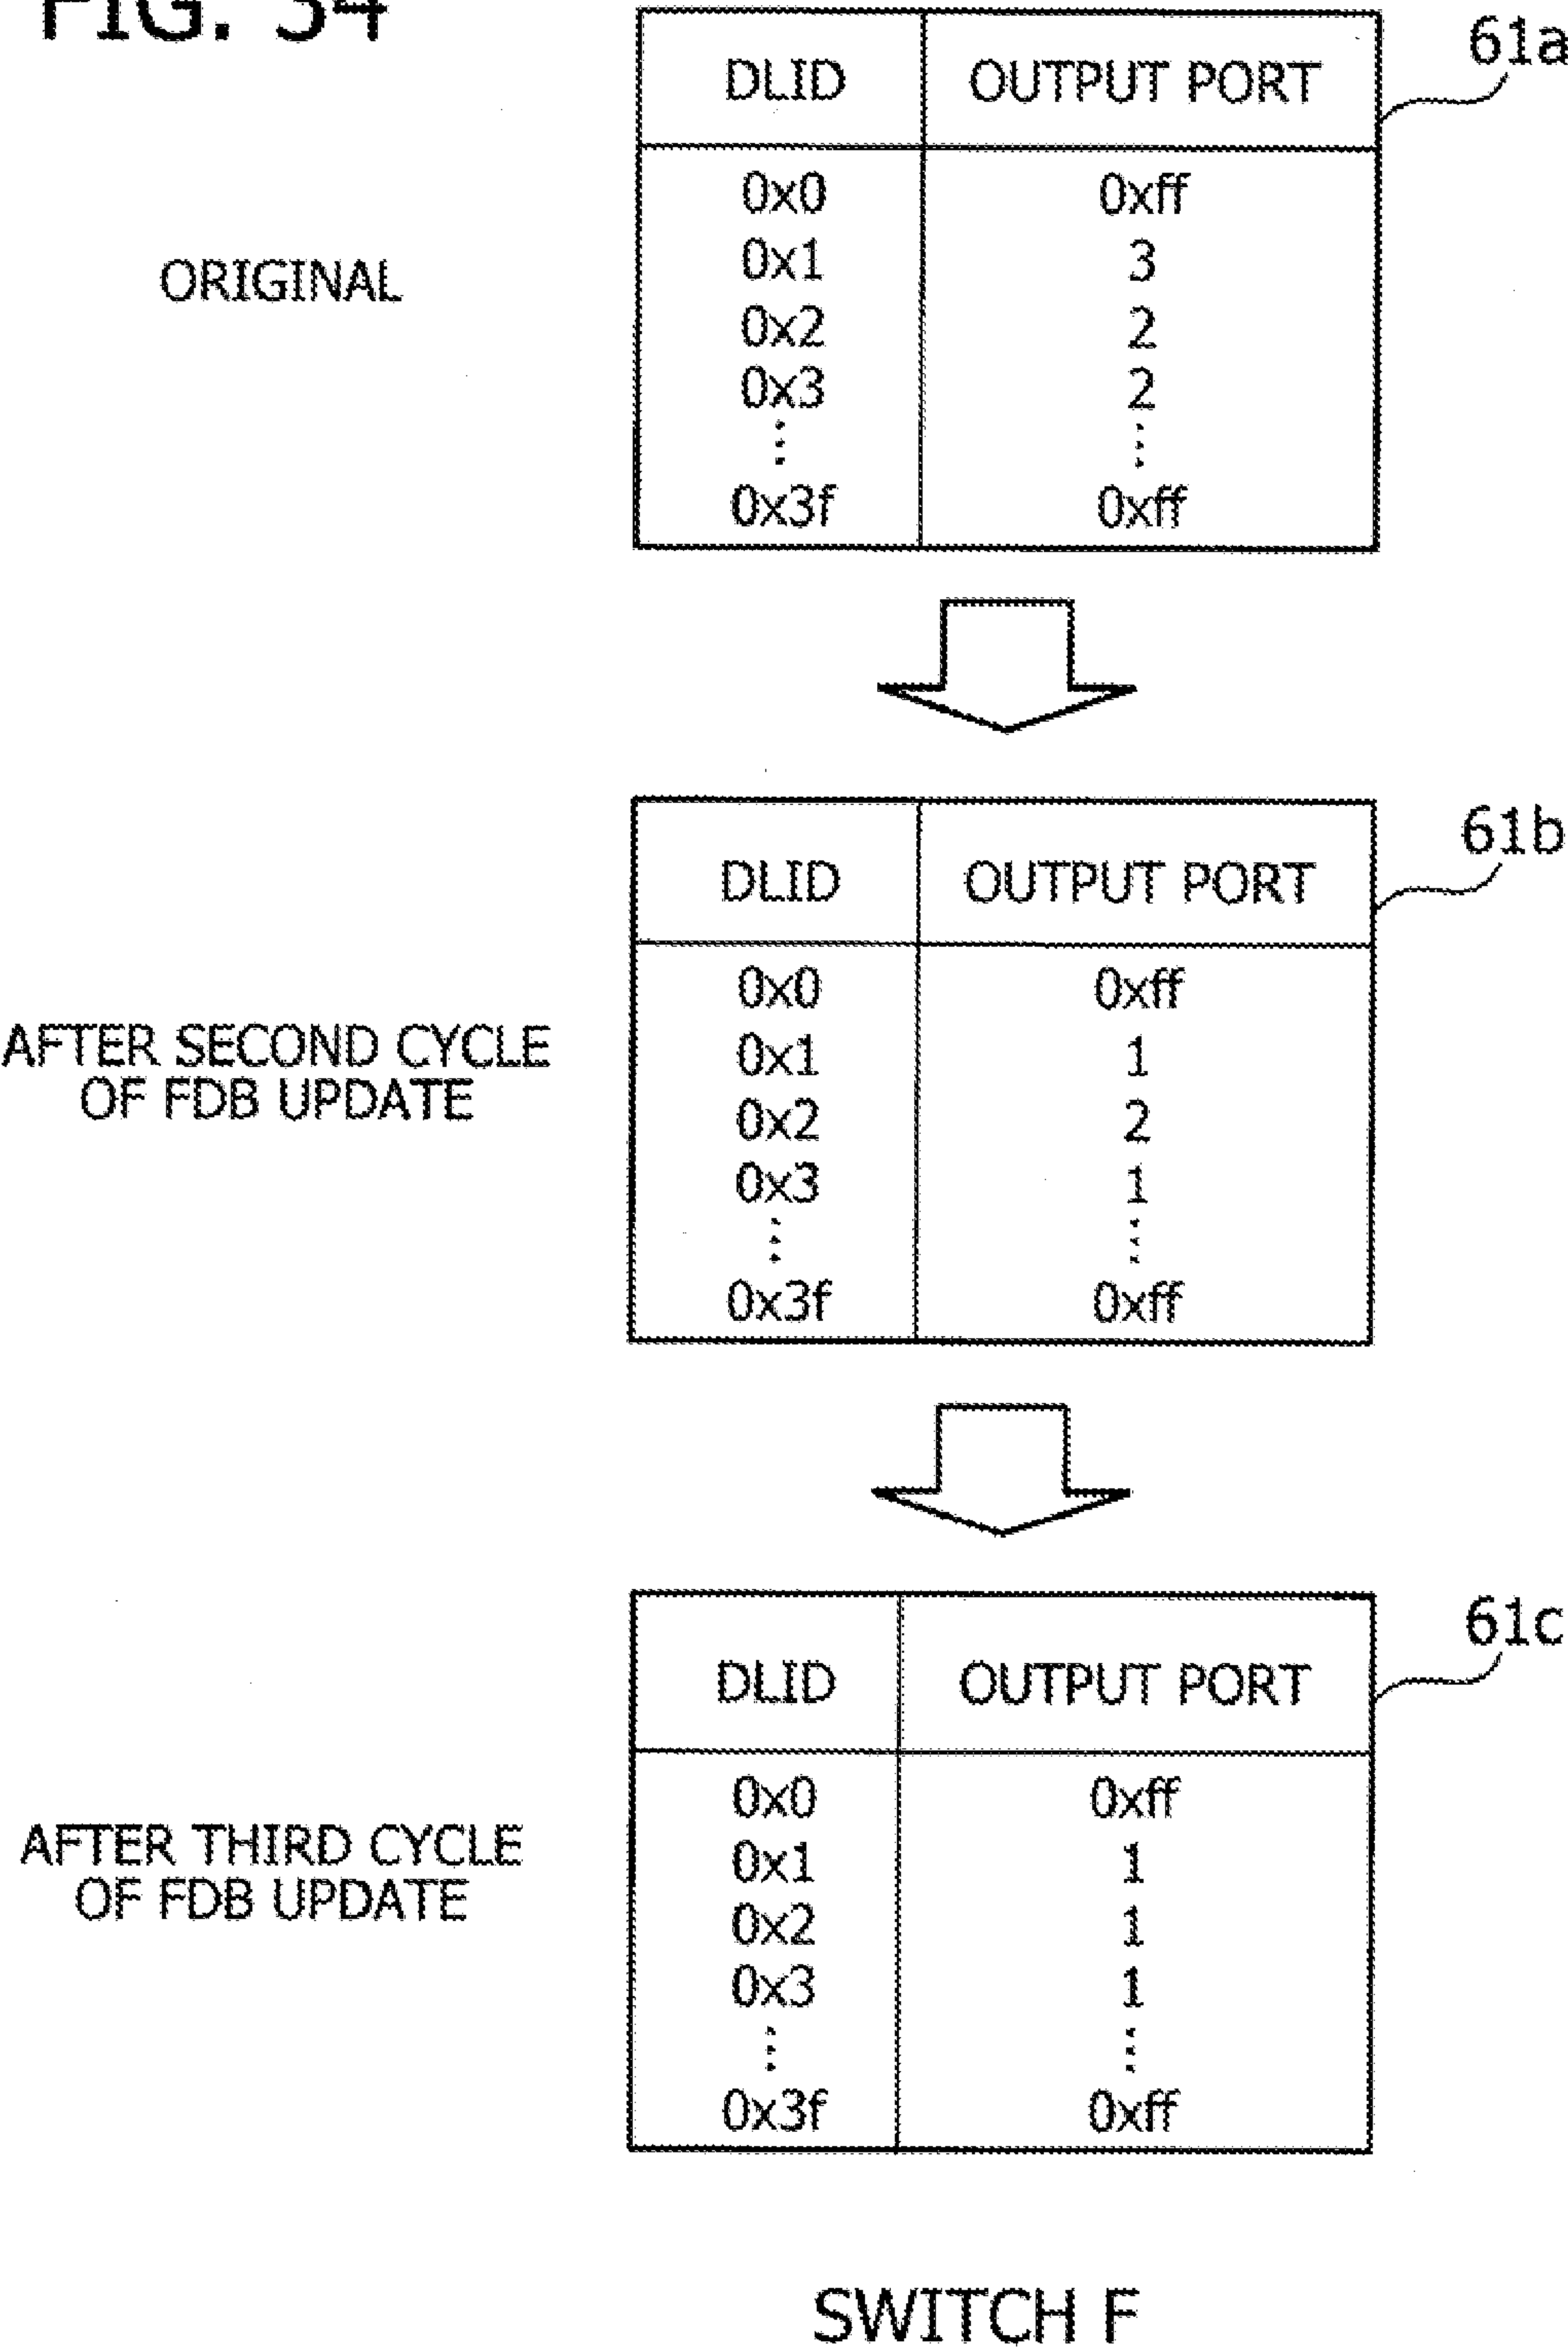 FIG. 34
DLID OUTPUT PORT 61a
ORIGINAL
0x0 0xff
0x1 3
0x2 2
0x3 2
⋮ ⋮
0x3f 0xff
DLID OUTPUT PORT 61b
AFTER SECOND CYCLE
OF FDB UPDATE
0x0 0xff
0x1 1
0x2 2
0x3 1
⋮ ⋮
0x3f 0xff
DLID OUTPUT PORT 61c
AFTER THIRD CYCLE
OF FDB UPDATE
0x0 0xff
0x1 1
0x2 1
0x3 1
⋮ ⋮
0x3f 0xff
SWITCH F